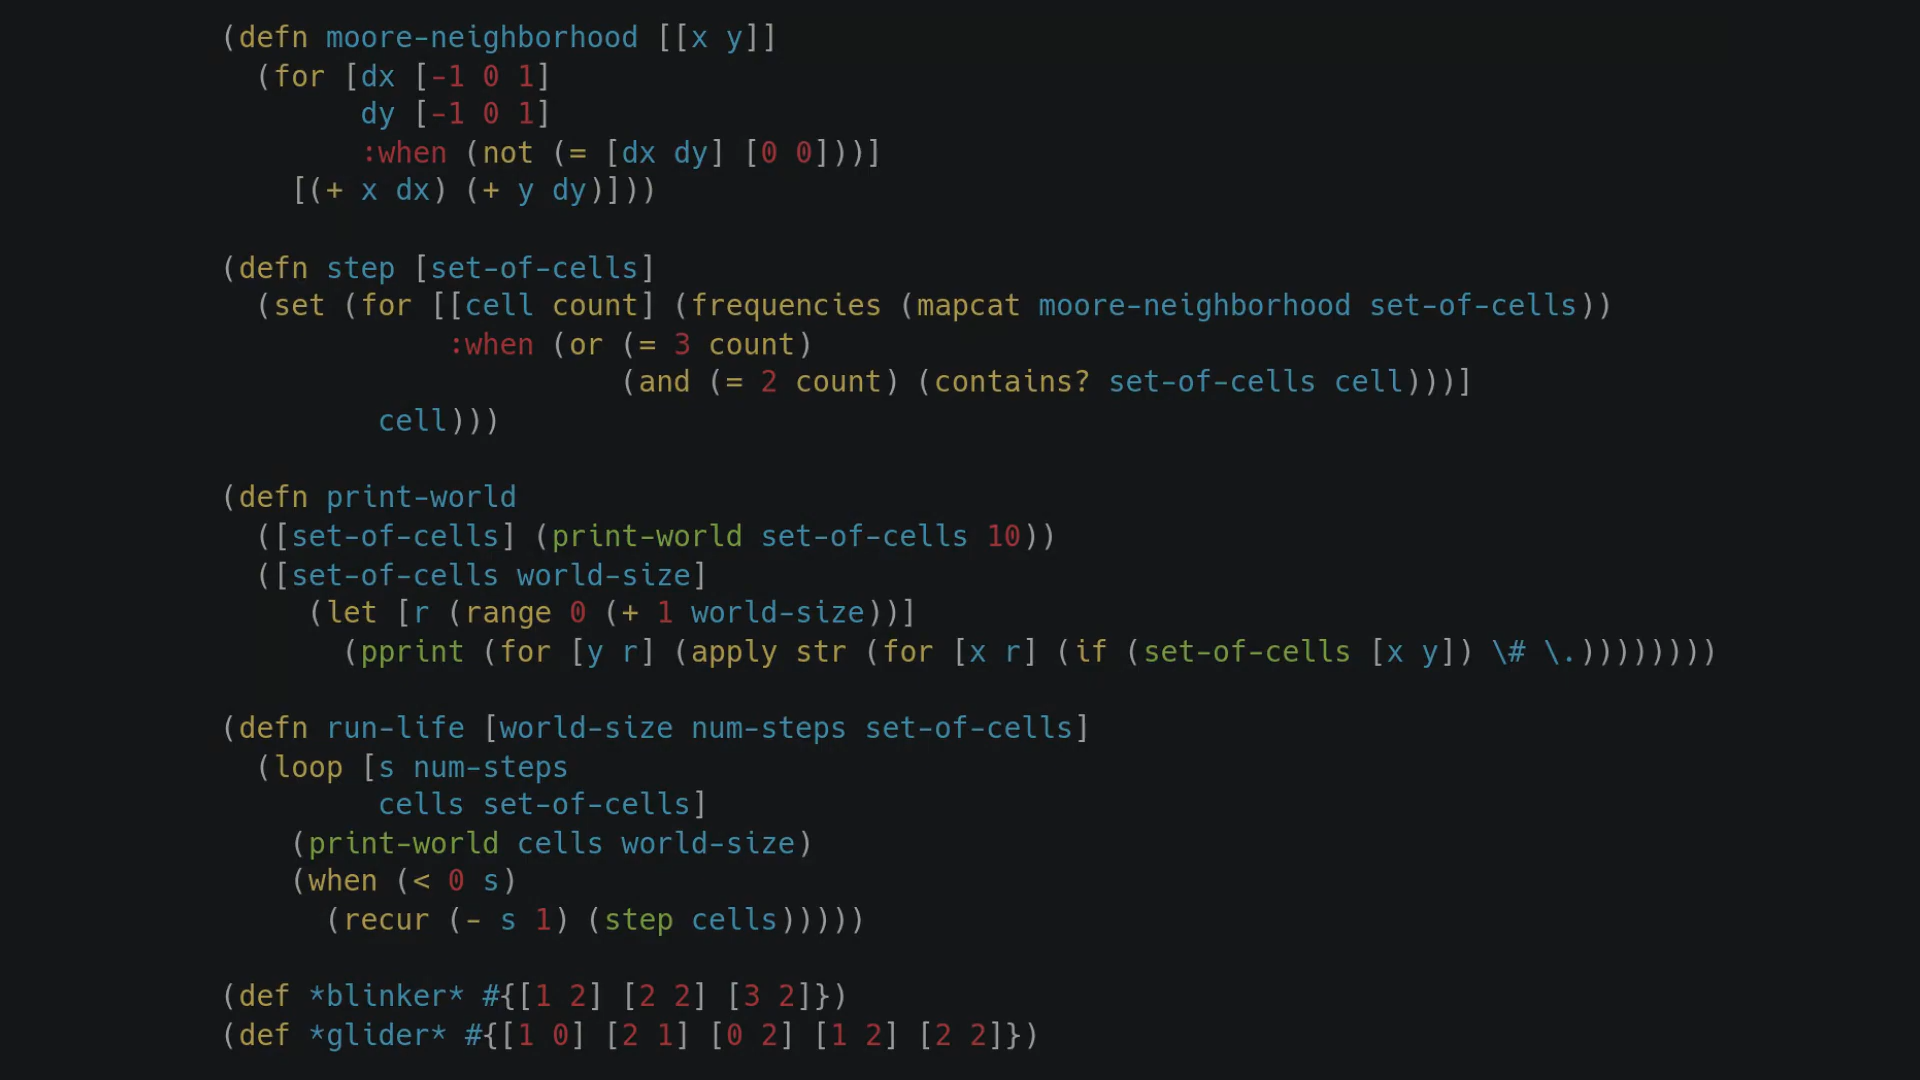 (defn moore-neighborhood [[x y]]
  (for [dx [-1 0 1]
        dy [-1 0 1]
        :when (not (= [dx dy] [0 0]))]
    [(+ x dx) (+ y dy)]))

(defn step [set-of-cells]
  (set (for [[cell count] (frequencies (mapcat moore-neighborhood set-of-cells))
             :when (or (= 3 count)
                       (and (= 2 count) (contains? set-of-cells cell)))]
         cell)))

(defn print-world
  ([set-of-cells] (print-world set-of-cells 10))
  ([set-of-cells world-size]
     (let [r (range 0 (+ 1 world-size))]
       (pprint (for [y r] (apply str (for [x r] (if (set-of-cells [x y]) \# \.))))))))

(defn run-life [world-size num-steps set-of-cells]
  (loop [s num-steps
         cells set-of-cells]
    (print-world cells world-size)
    (when (< 0 s)
      (recur (- s 1) (step cells)))))

(def *blinker* #{[1 2] [2 2] [3 2]})
(def *glider* #{[1 0] [2 1] [0 2] [1 2] [2 2]})